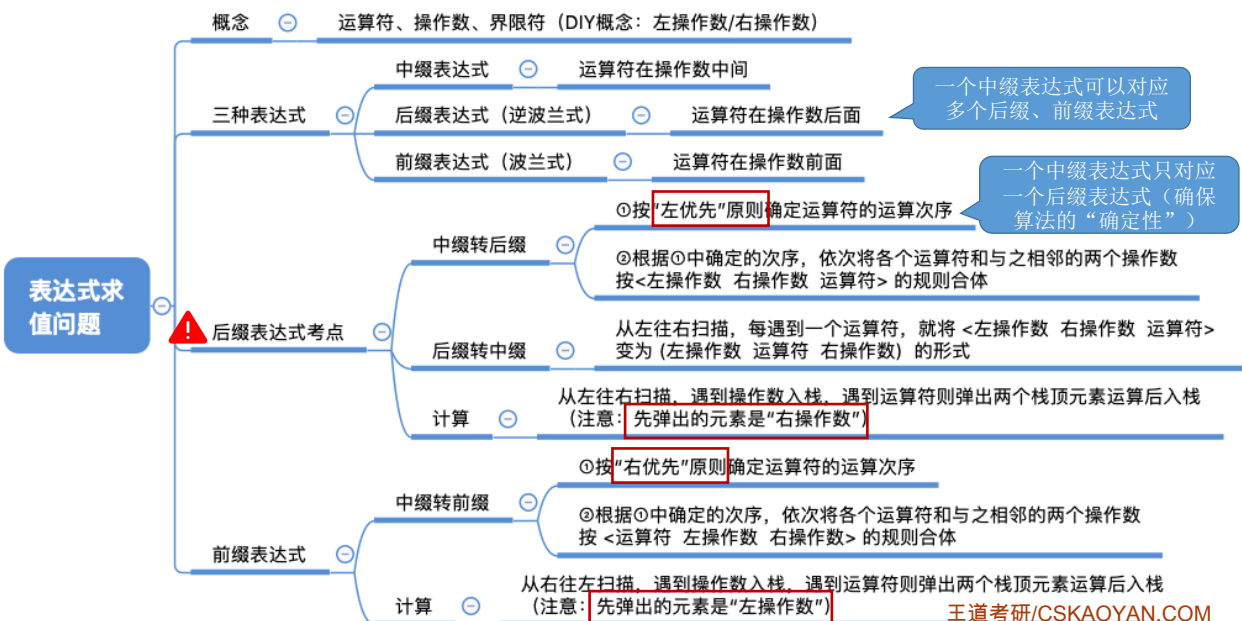 概念
运算符、操作数、界限符（DIY概念：左操作数/右操作数）
中缀表达式
运算符在操作数中间
三种表达式
后缀表达式（逆波兰式）
运算符在操作数后面
前缀表达式（波兰式）
运算符在操作数前面
一个中缀表达式可以对应
多个后缀、前缀表达式
一个中缀表达式只对应
一个后缀表达式（确保
算法的“确定性”）
表达式求
值问题
后缀表达式考点
中缀转后缀
①按“左优先”原则确定运算符的运算次序
②根据①中确定的次序，依次将各个运算符和与之相邻的两个操作数
按<左操作数 右操作数 运算符> 的规则合体
后缀转中缀
从左往右扫描，每遇到一个运算符，就将 <左操作数 右操作数 运算符>
变为 (左操作数 运算符 右操作数) 的形式
计算
从左往右扫描，遇到操作数入栈，遇到运算符则弹出两个栈顶元素运算后入栈
（注意：先弹出的元素是“右操作数”）
前缀表达式
中缀转前缀
①按“右优先”原则确定运算符的运算次序
②根据①中确定的次序，依次将各个运算符和与之相邻的两个操作数
按 <运算符 左操作数 右操作数> 的规则合体
计算
从右往左扫描，遇到操作数入栈，遇到运算符则弹出两个栈顶元素运算后入栈
（注意：先弹出的元素是“左操作数”）
王道考研/CSKAOYAN.COM